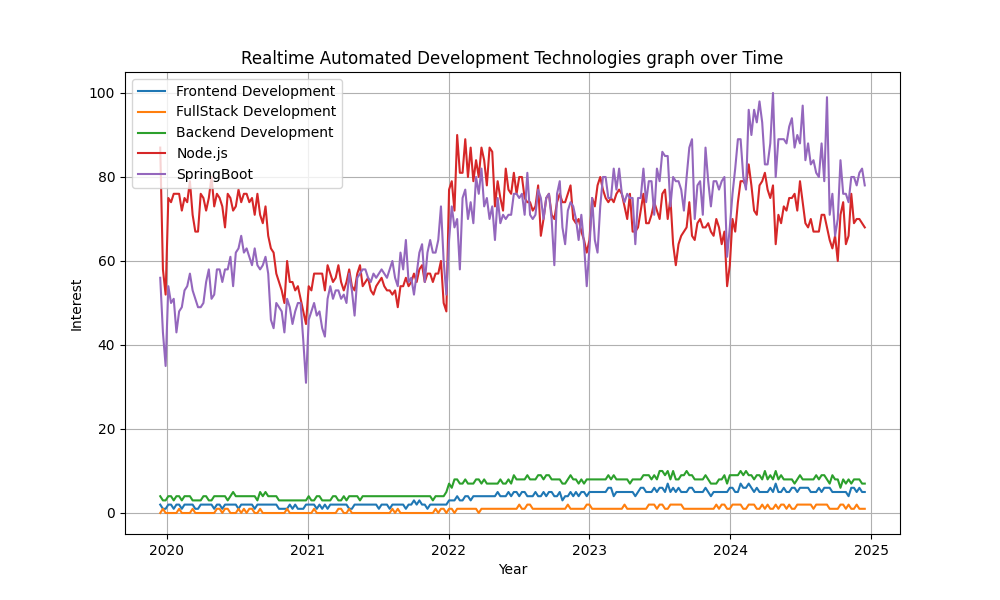 Realtime Automated Development Technologies graph over Time
Frontend Development
FullStack Development
Backend Development
Node.js
SpringBoot
100
80
60
40
20
0
Interest
2020
2021
2022
2023
2024
2025
Year